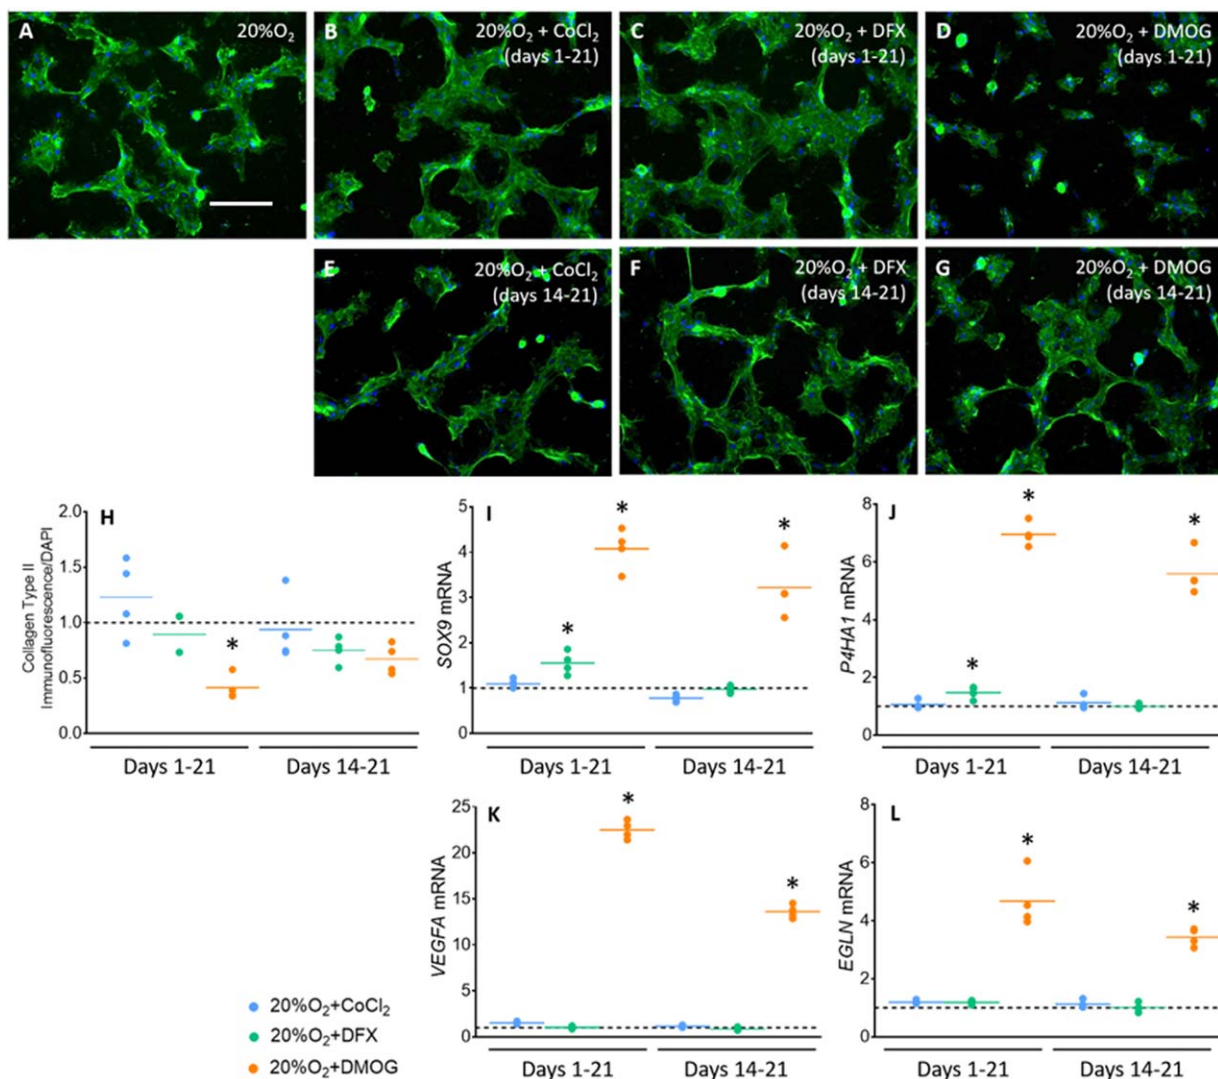 A
20%O₂
B
20%O₂ + CoCl₂
(days 1-21)
C
20%O₂ + DFX
(days 1-21)
D
20%O₂ + DMOG
(days 1-21)
E
20%O₂ + CoCl₂
(days 14-21)
F
20%O₂ + DFX
(days 14-21)
G
20%O₂ + DMOG
(days 14-21)
H
Collagen Type II
Immunofluorescence/DAPI
2.0
1.5
1.0
0.5
0.0
*
Days 1-21
Days 14-21
I
SOX9 mRNA
5
4
3
2
1
0
*
*
*
Days 1-21
Days 14-21
J
P4HA1 mRNA
8
6
4
2
0
*
*
*
Days 1-21
Days 14-21
K
VEGFA mRNA
25
20
15
10
5
0
*
*
Days 1-21
Days 14-21
L
EGLN mRNA
8
6
4
2
0
*
*
Days 1-21
Days 14-21
20%O₂+CoCl₂
20%O₂+DFX
20%O₂+DMOG